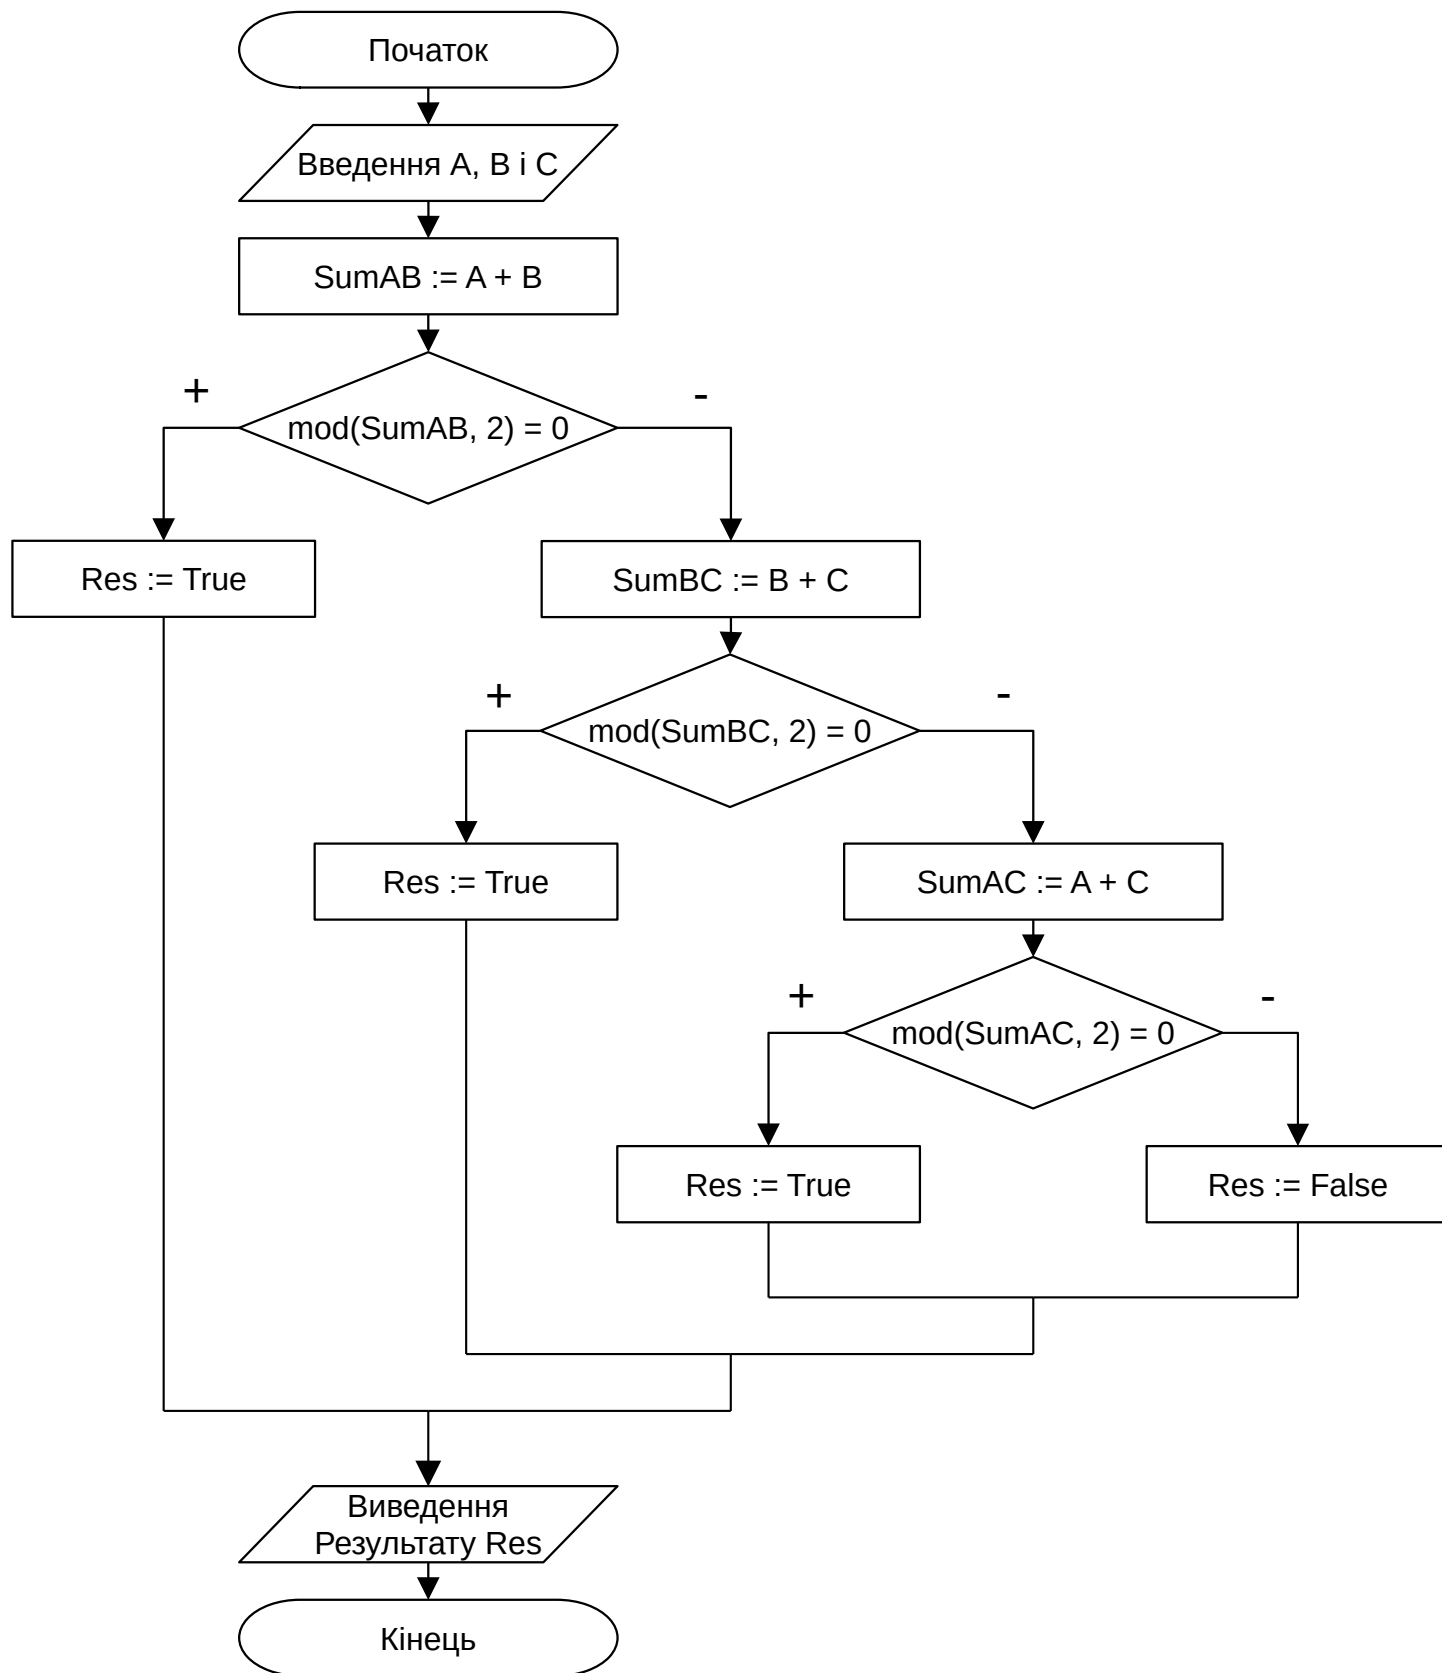 Початок
Введення A, B і C
SumAB := A + B
+
-
mod(SumAB, 2) = 0
Res := True
SumBC := B + C
+
-
mod(SumBC, 2) = 0
Res := True
SumAC := A + C
+
-
mod(SumAC, 2) = 0
Res := True
Res := False
Виведення
Результату Res
Кінець